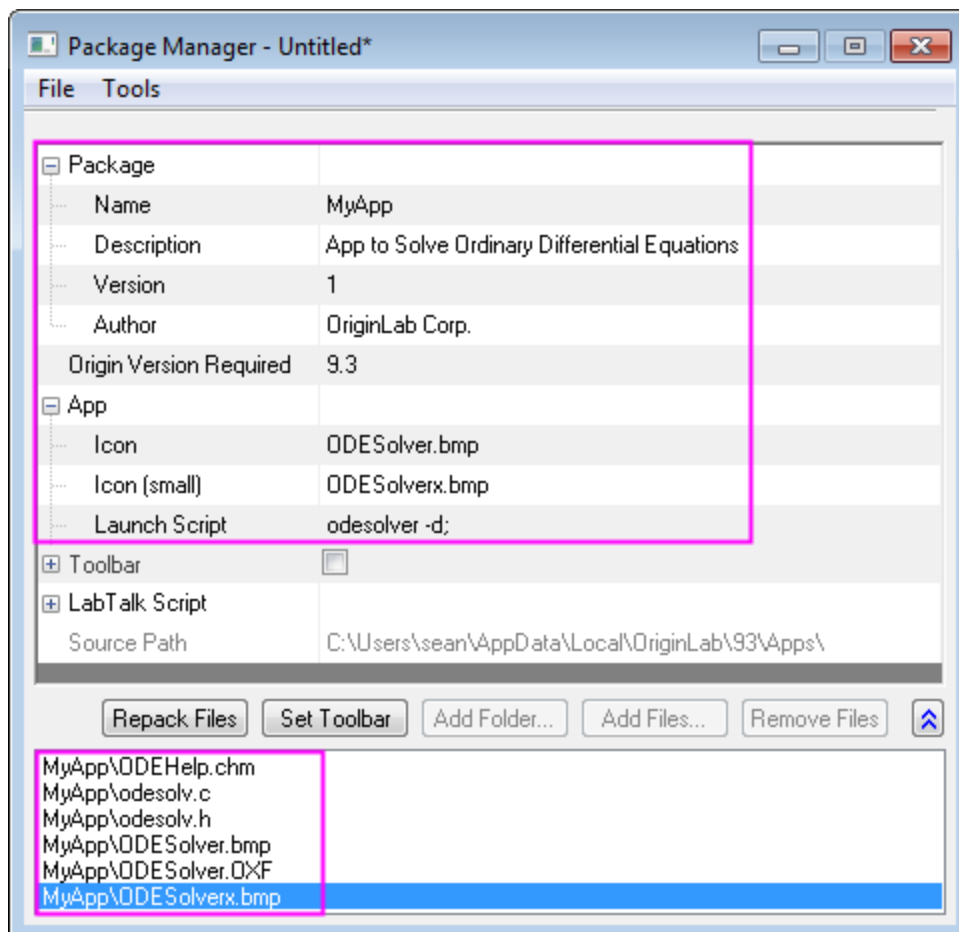 Package Manager - Untitled*
File Tools
Package
Name MyApp
Description App to Solve Ordinary Differential Equations
Version 1
Author OriginLab Corp.
Origin Version Required 9.3
App
Icon ODESolver.bmp
Icon (small) ODESolverx.bmp
Launch Script odesolver -d;
Toolbar
LabTalk Script
Source Path C:\Users\sean\AppData\Local\OriginLab\93\Apps\
Repack Files Set Toolbar Add Folder... Add Files... Remove Files
MyApp\ODEHelp.chm
MyApp\odesolv.c
MyApp\odesolv.h
MyApp\ODESolver.bmp
MyApp\ODESolver.OXF
MyApp\ODESolverx.bmp